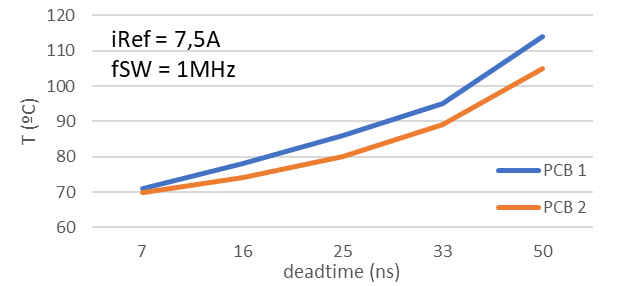 120
110
100
90
80
70
60
T (ºC)
iRef = 7,5A
fSW = 1MHz
PCB 1
PCB 2
7 16 25 33 50
deadtime (ns)